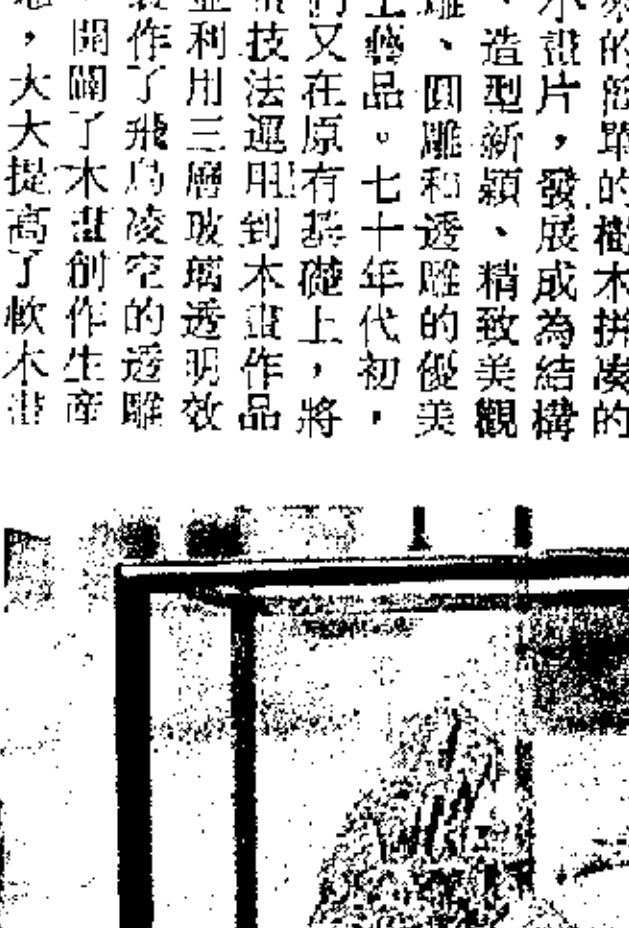 的簡單的樹木拼凑的
木畫片，發展成為結構
、造型新穎、精致美觀
雕、圓雕和透雕的優美
藝品。七十年代初，
們又在原有基礎上，將
技法運用到木畫作品
並利用三層玻璃透明效
製作了飛鳥凌空的透雕
，開闢了木畫創作生產
，大大提高了軟木畫